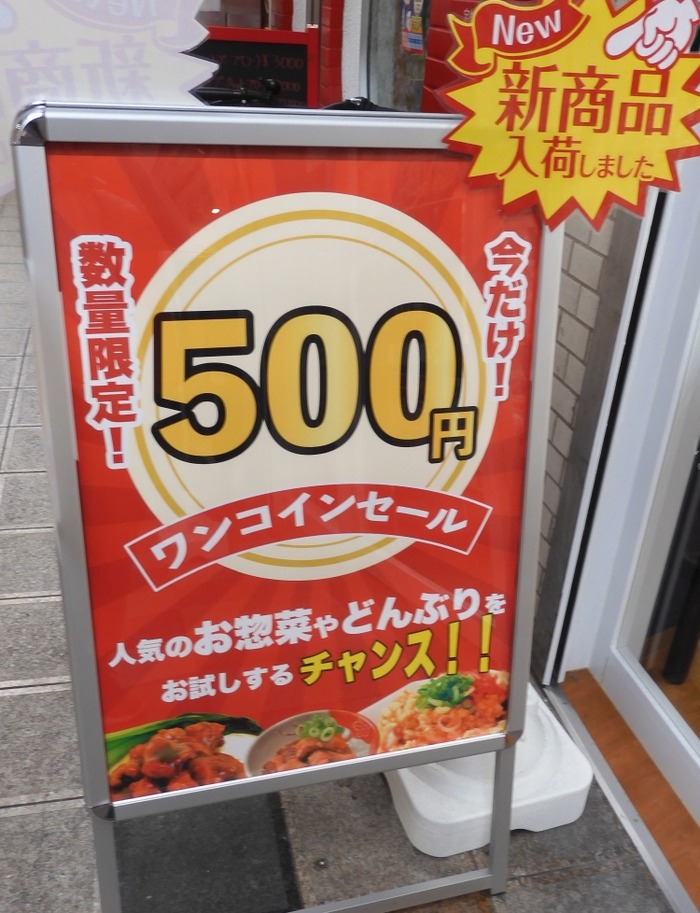 New
新商品
入荷しました
今だけ!
数量限定!
500円
ワンコインセール
人気のお惣菜やどんぶりを
お試しするチャンス!!